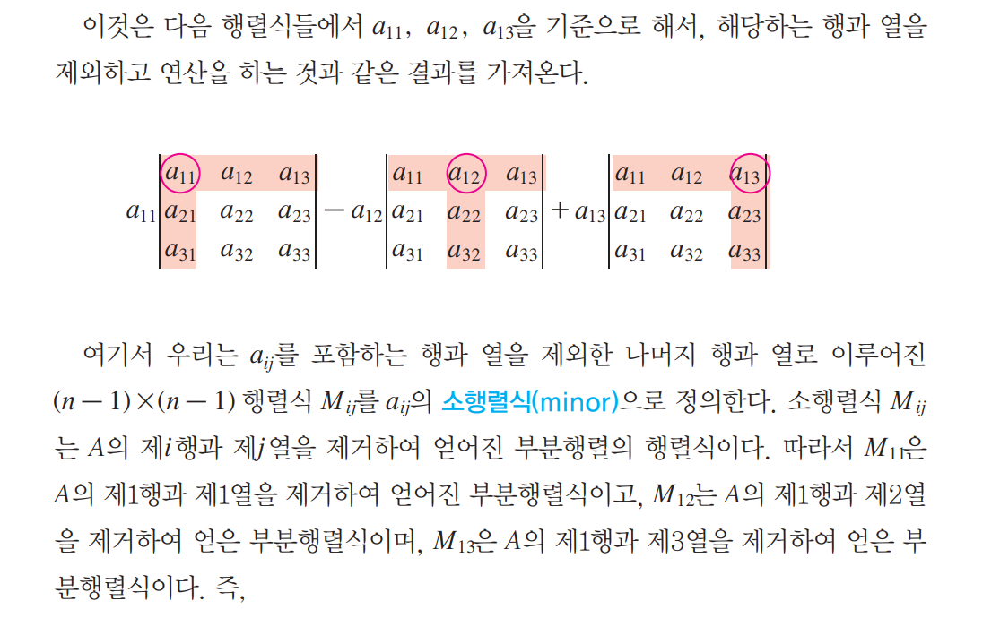 이것은 다음 행렬식들에서 a₁₁, a₁₂, a₁₃을 기준으로 해서, 해당하는 행과 열을
제외하고 연산을 하는 것과 같은 결과를 가져온다.
a₁₁ a₁₂ a₁₃ a₁₁ a₁₂ a₁₃ a₁₁ a₁₂ a₁₃
a₁₁ a₂₁ a₂₂ a₂₃ − a₁₂ a₂₁ a₂₂ a₂₃ + a₁₃ a₂₁ a₂₂ a₂₃
a₃₁ a₃₂ a₃₃ a₃₁ a₃₂ a₃₃ a₃₁ a₃₂ a₃₃
여기서 우리는 aᵢⱼ를 포함하는 행과 열을 제외한 나머지 행과 열로 이루어진
(n − 1)×(n − 1) 행렬식 Mᵢⱼ를 aᵢⱼ의 소행렬식(minor)으로 정의한다. 소행렬식 Mᵢⱼ
는 A의 제i행과 제j열을 제거하여 얻어진 부분행렬의 행렬식이다. 따라서 M₁₁은
A의 제1행과 제1열을 제거하여 얻어진 부분행렬식이고, M₁₂는 A의 제1행과 제2열
을 제거하여 얻은 부분행렬식이며, M₁₃은 A의 제1행과 제3열을 제거하여 얻은 부
분행렬식이다. 즉,